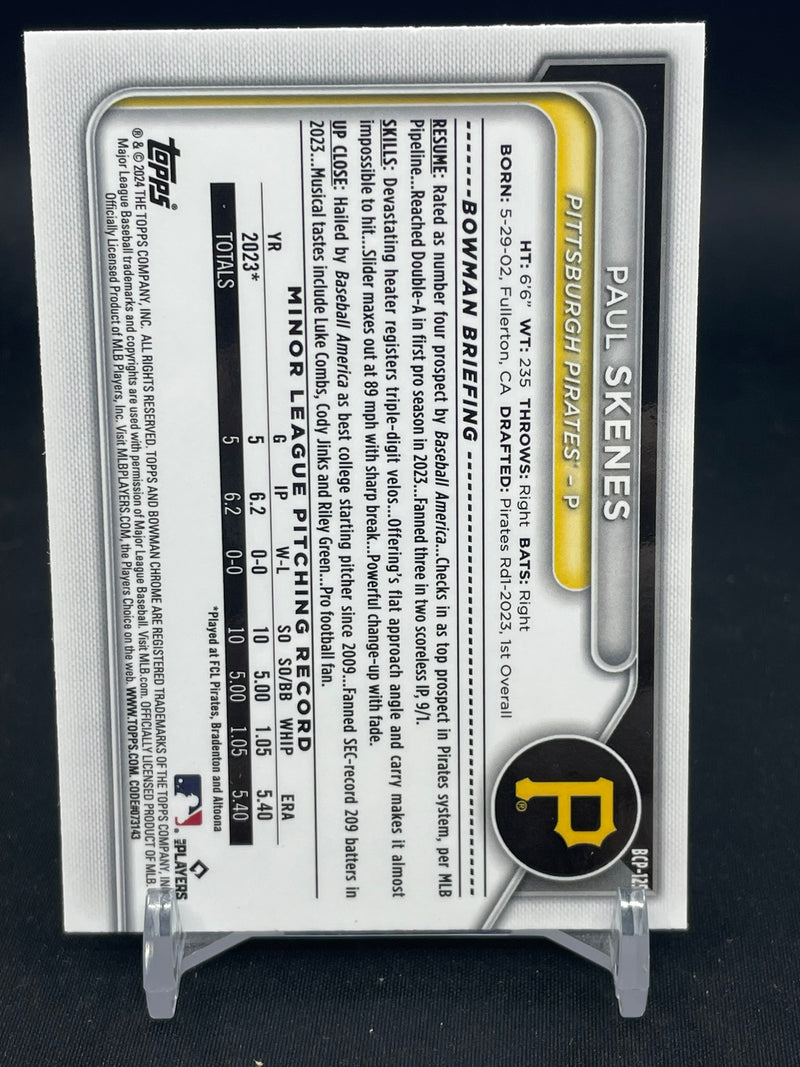 BCP-125
PAUL SKENES
PITTSBURGH PIRATES® – P
P®
HT: 6'6" WT: 235 THROWS: Right BATS: Right
BORN: 5-29-02, Fullerton, CA DRAFTED: Pirates Rd1-2023, 1st Overall
BOWMAN BRIEFING
RESUME: Rated as number four prospect by Baseball America...Checks in as top prospect in Pirates system, per MLB
Pipeline...Reached Double-A in first pro season in 2023...Fanned three in two scoreless IP, 9/1.
SKILLS: Devastating heater registers triple-digit velos...Offering's flat approach angle and carry makes it almost
impossible to hit...Slider maxes out at 89 mph with sharp break...Powerful change-up with fade.
UP CLOSE: Hailed by Baseball America as best college starting pitcher since 2009...Fanned SEC-record 209 batters in
2023...Musical tastes include Luke Combs, Cody Jinks and Riley Green...Pro football fan.
MINOR LEAGUE PITCHING RECORD
YR G IP W-L SO SO/BB WHIP ERA
2023* 5 6.2 0-0 10 5.00 1.05 5.40
TOTALS 5 6.2 0-0 10 5.00 1.05 5.40
*Played at FCL Pirates, Bradenton and Altoona
topps®
MLB PLAYERS
® & © 2024 THE TOPPS COMPANY, INC. ALL RIGHTS RESERVED. TOPPS AND BOWMAN CHROME ARE REGISTERED TRADEMARKS OF THE TOPPS COMPANY, IN
Major League Baseball trademarks and copyrights are used with permission of Major League Baseball. Visit MLB.com. OFFICIALLY LICENSED PRODUCT OF MLB
Officially Licensed Product of MLB Players, Inc. Visit MLBPLAYERS.COM, the Players Choice on the web. WWW.TOPPS.COM. CODE#073143